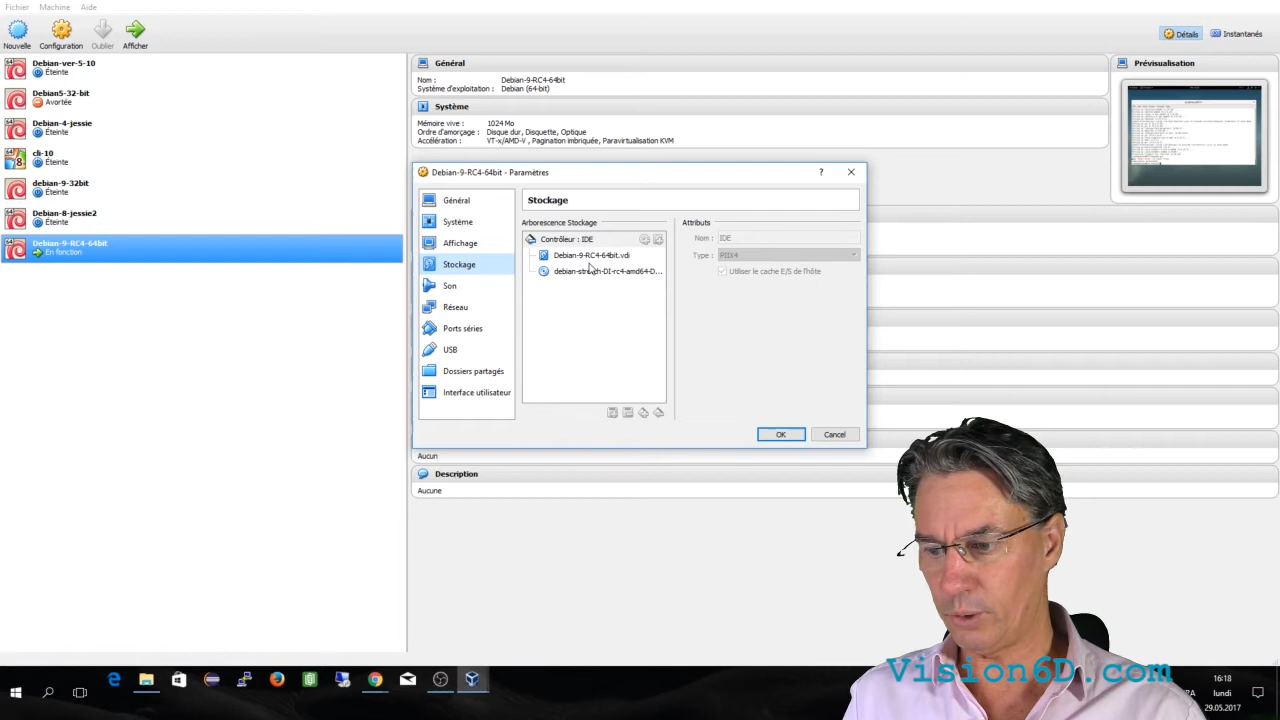 Fichier Machine Aide
Nouvelle Configuration Oublier Afficher
Détails Instantanés
Debian-ver-5-10
Éteinte
Debian5-32-bit
Avortée
Debian-4-jessie
Éteinte
cli-10
Éteinte
debian-9-32bit
Éteinte
Debian-8-jessie2
Éteinte
Debian-9-RC4-64bit
En fonction
Général
Nom : Debian-9-RC4-64bit
Système d'exploitation : Debian (64-bit)
Système
Mémoire vive : 1024 Mo
Ordre d'amorçage : Disque dur, Disquette, Optique
Accélération : VT-x/AMD-V , Pagination imbriquée, Paravirtualisation KVM
Prévisualisation
Debian-9-RC4-64bit - Paramètres
Général
Système
Affichage
Stockage
Son
Réseau
Ports séries
USB
Dossiers partagés
Interface utilisateur
Stockage
Arborescence Stockage
Contrôleur : IDE
Debian-9-RC4-64bit.vdi
debian-stretch-DI-rc4-amd64-D...
Attributs
Nom : IDE
Type : PIIX4
Utiliser le cache E/S de l'hôte
OK Cancel
Aucun
Description
Aucune
Vision6D.com
16:18
lundi
29.05.2017